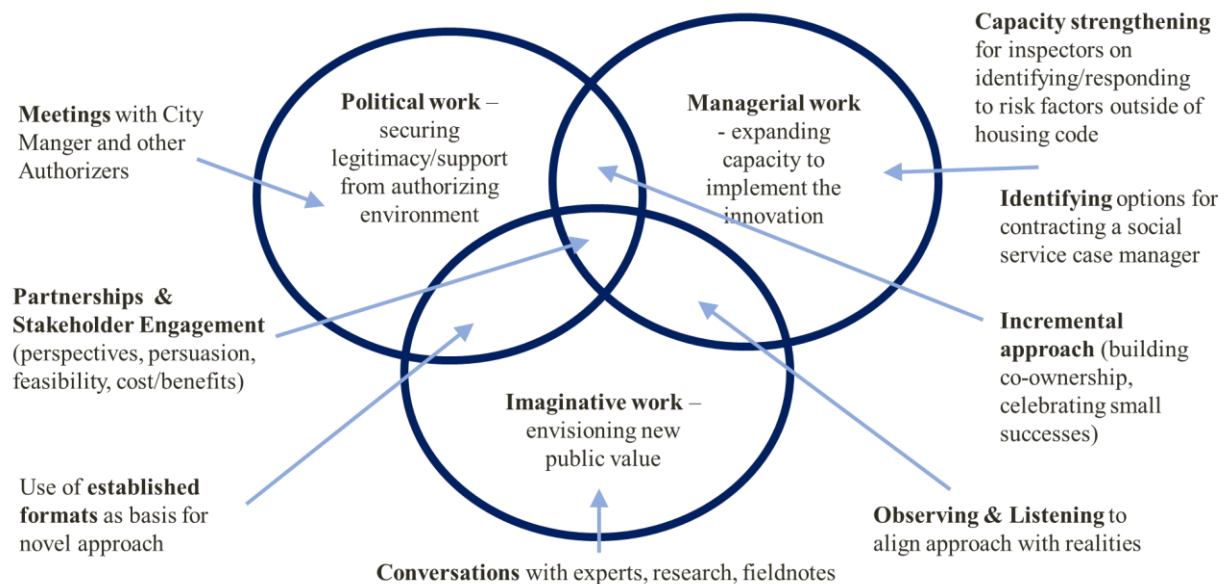 Capacity strengthening
for inspectors on
identifying/responding
to risk factors outside of
housing code
Meetings with City
Manger and other
Authorizers
Political work –
securing
legitimacy/support
from authorizing
environment
Managerial work
- expanding
capacity to
implement the
innovation
Identifying options for
contracting a social
service case manager
Partnerships &
Stakeholder Engagement
(perspectives, persuasion,
feasibility, cost/benefits)
Incremental
approach (building
co-ownership,
celebrating small
successes)
Imaginative work –
envisioning new
public value
Use of established
formats as basis for
novel approach
Observing & Listening to
align approach with realities
Conversations with experts, research, fieldnotes